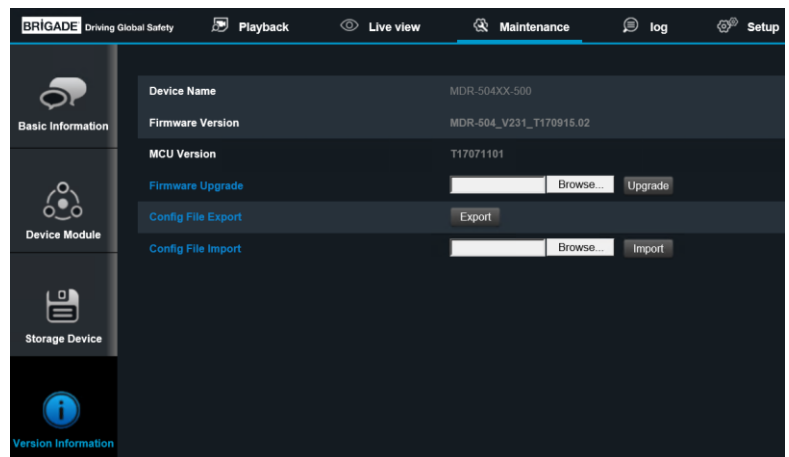 BRİGADE Driving Global Safety Playback Live view Maintenance log Setup
Basic Information
Device Module
Storage Device
Version Information
Device Name MDR-504XX-500
Firmware Version MDR-504_V231_T170915.02
MCU Version T17071101
Firmware Upgrade Browse... Upgrade
Config File Export Export
Config File Import Browse... Import